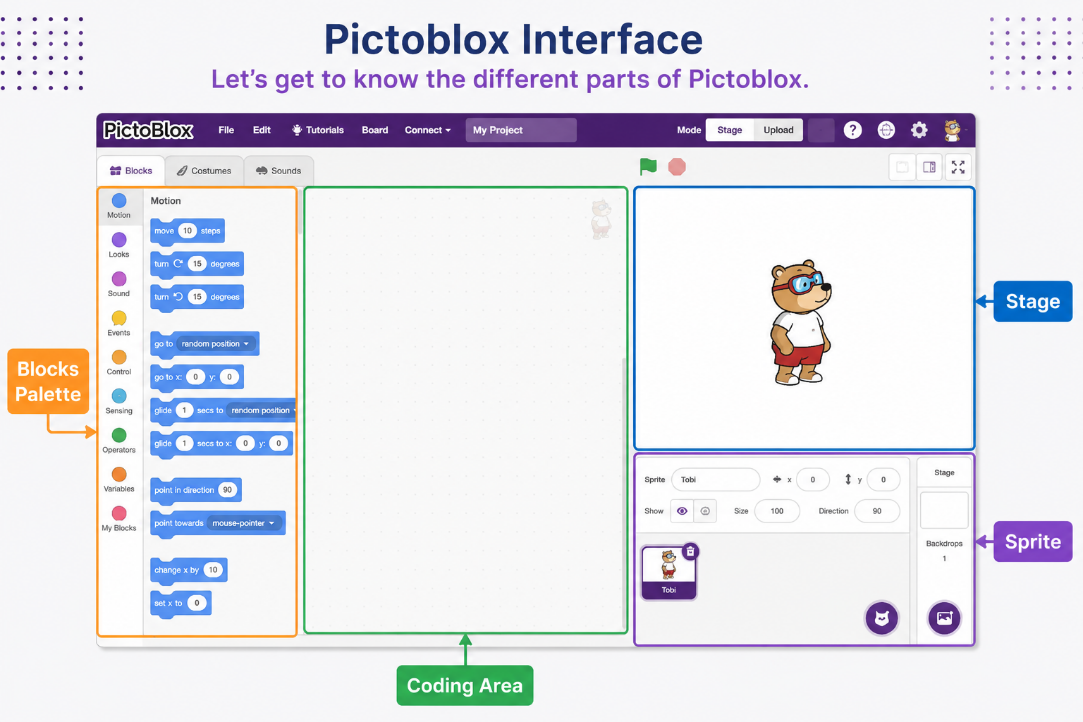 Pictoblox Interface
Let's get to know the different parts of Pictoblox.
PictoBlox File Edit Tutorials Board Connect My Project Mode Stage Upload ?
Blocks Costumes Sounds
Motion
Looks
Sound
Events
Control
Sensing
Operators
Variables
My Blocks
Motion
move 10 steps
turn 15 degrees
turn 15 degrees
go to random position
go to x: 0 y: 0
glide 1 secs to random position
glide 1 secs to x: 0 y: 0
point in direction 90
point towards mouse-pointer
change x by 10
set x to 0
Sprite Tobi x 0 y 0
Show Size 100 Direction 90
Tobi
Stage
Backdrops
1
Blocks
Palette
Coding Area
Stage
Sprite